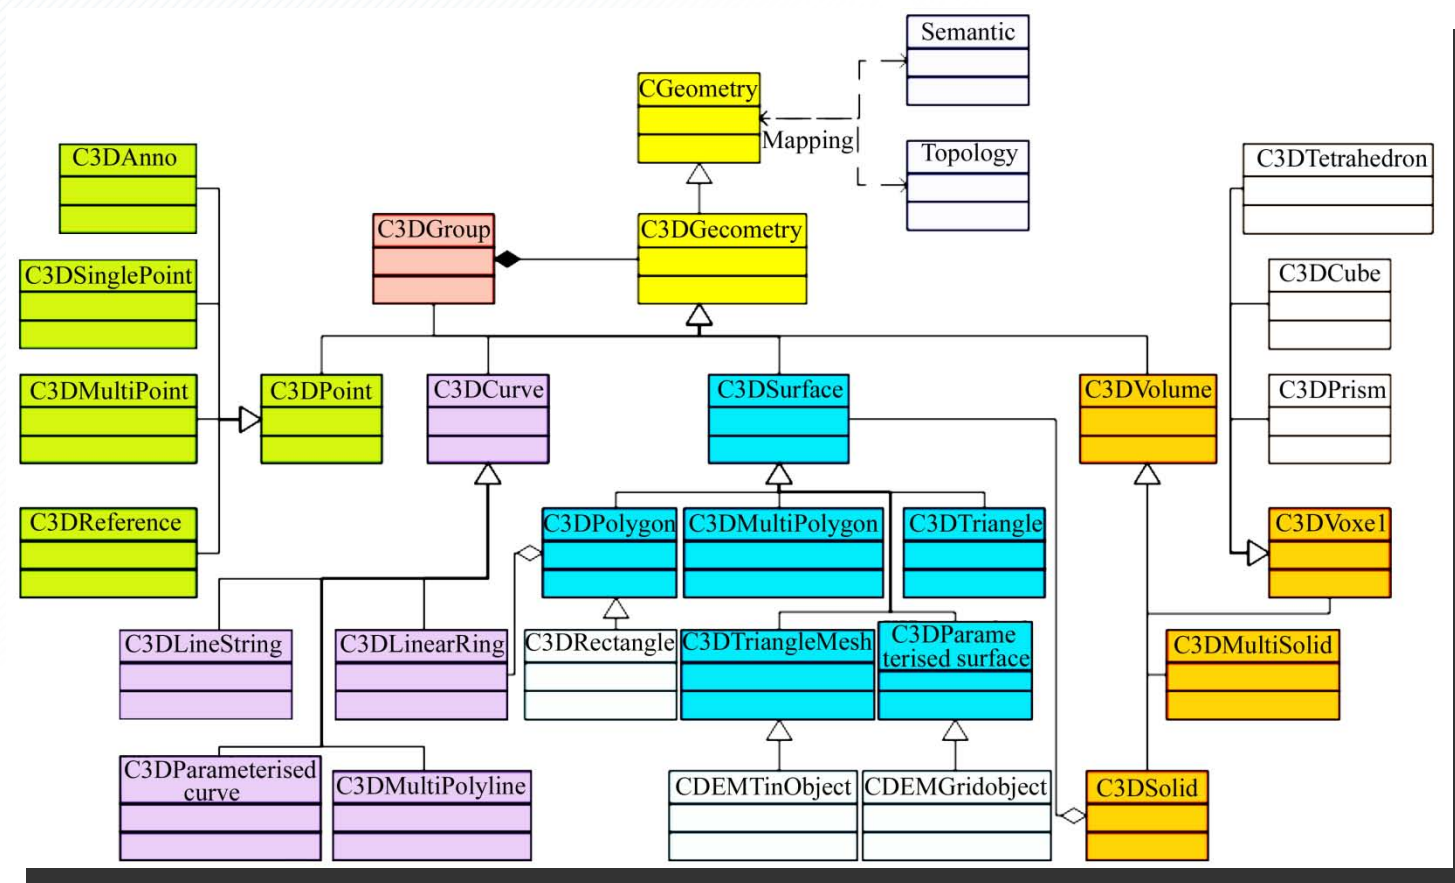 Semantic
CGeometry
Mapping
Topology
C3DAnno
C3DTetrahedron
C3DGroup
C3DGecometry
C3DSinglePoint
C3DCube
C3DMultiPoint
C3DPoint
C3DCurve
C3DSurface
C3DVolume
C3DPrism
C3DReference
C3DPolygon
C3DMultiPolygon
C3DTriangle
C3DVoxe1
C3DLineString
C3DLinearRing
C3DRectangle
C3DTriangleMesh
C3DParame
terised surface
C3DMultiSolid
C3DParameterised
curve
C3DMultiPolyline
CDEMTinObject
CDEMGridobject
C3DSolid